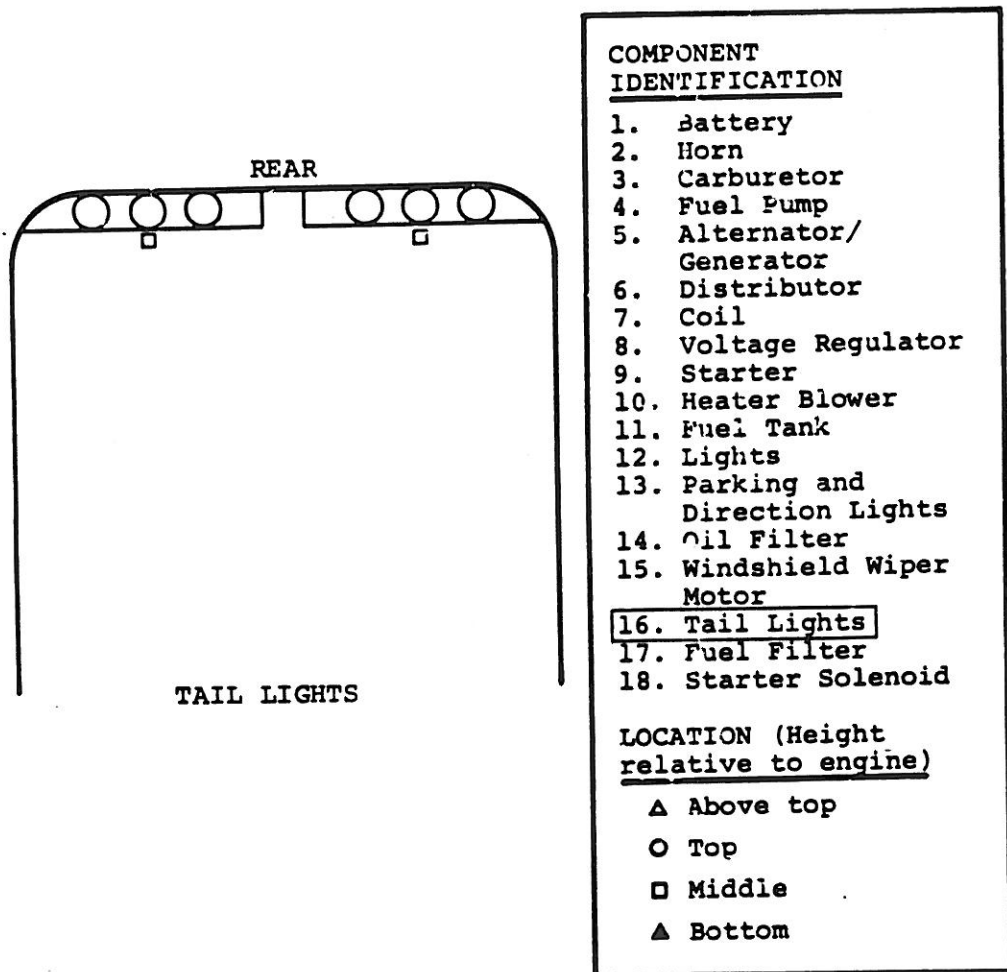 REAR
TAIL LIGHTS
COMPONENT
IDENTIFICATION
1. Battery
2. Horn
3. Carburetor
4. Fuel Pump
5. Alternator/
Generator
6. Distributor
7. Coil
8. Voltage Regulator
9. Starter
10. Heater Blower
11. Fuel Tank
12. Lights
13. Parking and
Direction Lights
14. Oil Filter
15. Windshield Wiper
Motor
16. Tail Lights
17. Fuel Filter
18. Starter Solenoid
LOCATION (Height
relative to engine)
△ Above top
○ Top
□ Middle
▲ Bottom